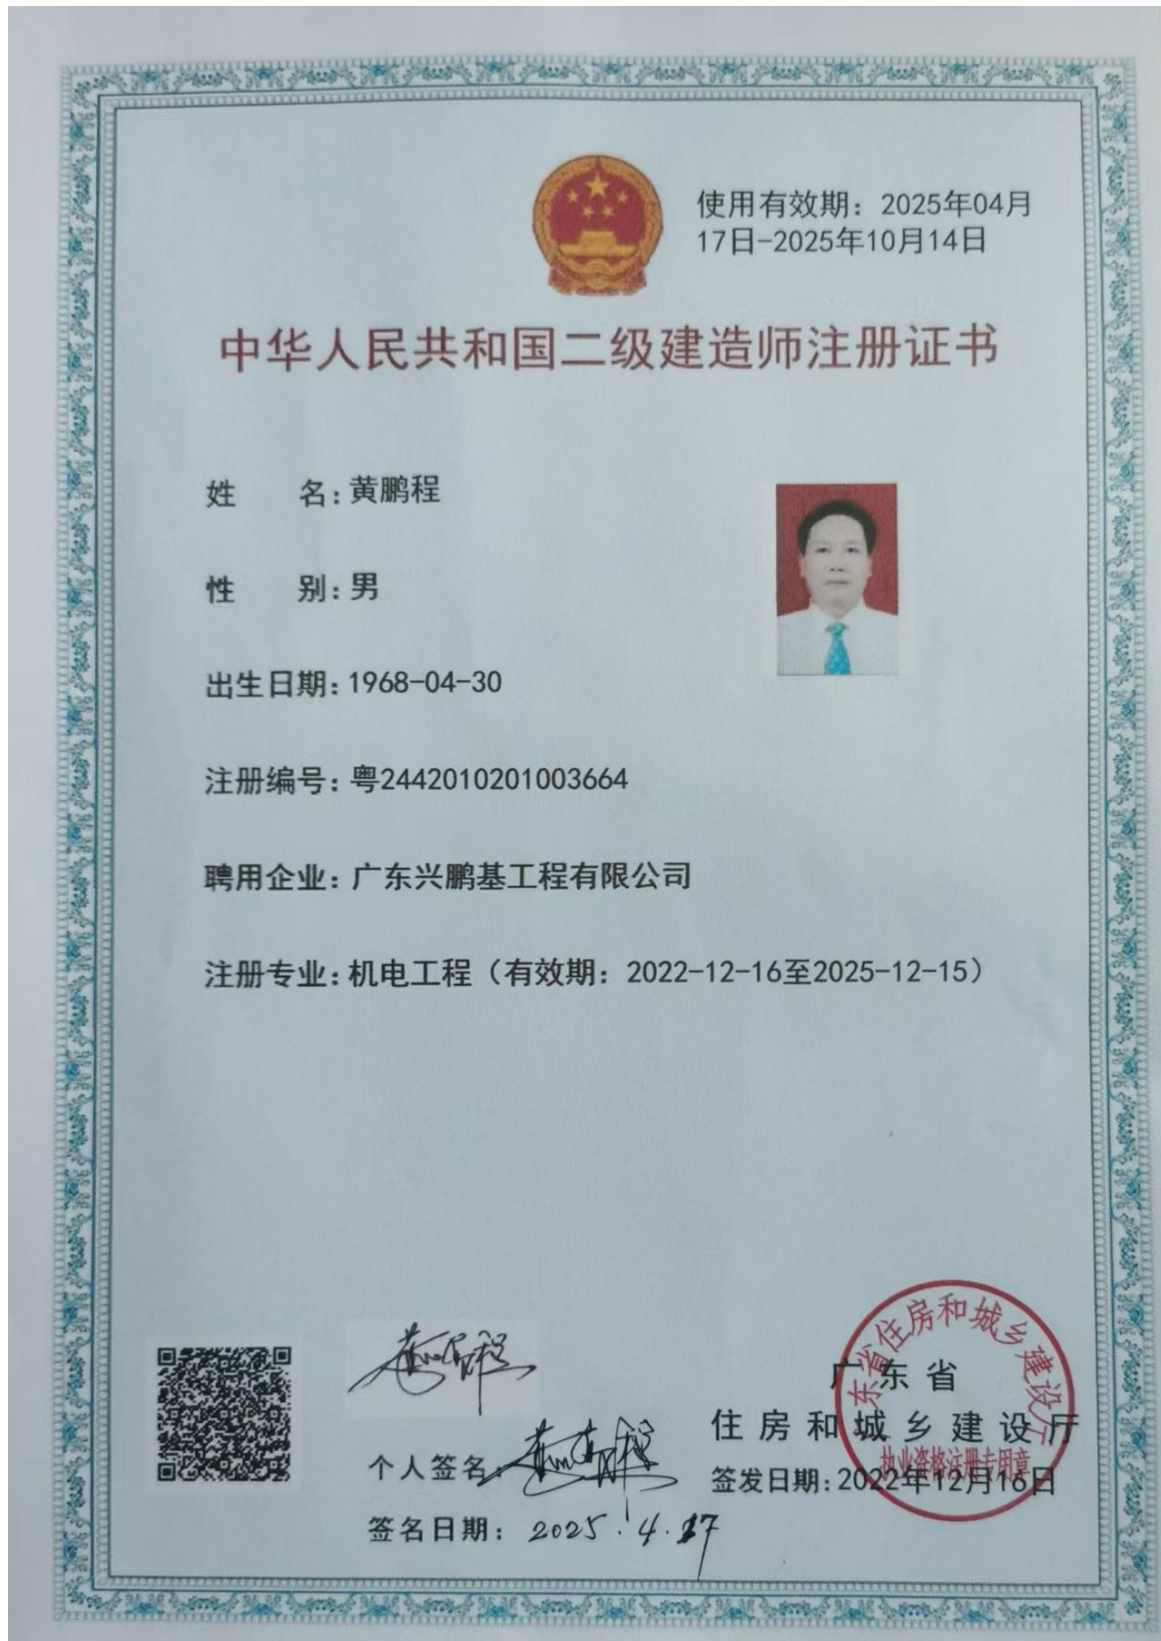 使用有效期：2025年04月
17日-2025年10月14日
中华人民共和国二级建造师注册证书
姓 名：黄鹏程
性 别：男
出生日期：1968-04-30
注册编号：粤2442010201003664
聘用企业：广东兴鹏基工程有限公司
注册专业：机电工程（有效期：2022-12-16至2025-12-15）
黄鹏程
个人签名 黄鹏程
签名日期：2025.4.17
广东省
住房和城乡建设厅
签发日期：2022年12月16日
东省住房和城乡建设厅
执业资格注册专用章